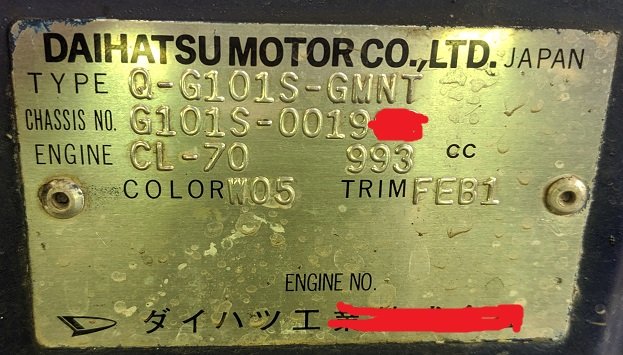 DAIHATSU MOTOR CO.,LTD. JAPAN
TYPE Q-G101S-GMNT
CHASSIS NO. G101S-0019
ENGINE CL-70 993 CC
COLOR W05 TRIM FEB1
ENGINE NO.
ダイハツ工